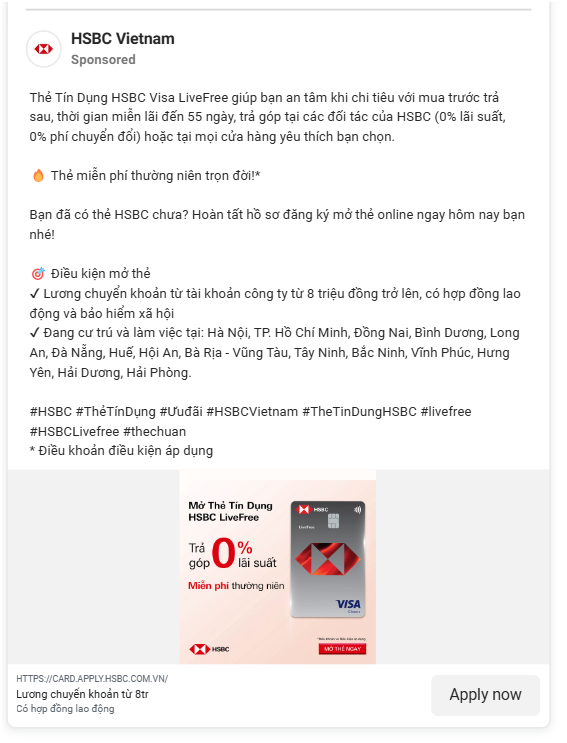 HSBC Vietnam
Sponsored
Thẻ Tín Dụng HSBC Visa LiveFree giúp bạn an tâm khi chi tiêu với mua trước trả
sau, thời gian miễn lãi đến 55 ngày, trả góp tại các đối tác của HSBC (0% lãi suất,
0% phí chuyển đổi) hoặc tại mọi cửa hàng yêu thích bạn chọn.
🔥 Thẻ miễn phí thường niên trọn đời!*
Bạn đã có thẻ HSBC chưa? Hoàn tất hồ sơ đăng ký mở thẻ online ngay hôm nay bạn
nhé!
🎯 Điều kiện mở thẻ
✓ Lương chuyển khoản từ tài khoản công ty từ 8 triệu đồng trở lên, có hợp đồng lao
động và bảo hiểm xã hội
✓ Đang cư trú và làm việc tại: Hà Nội, TP. Hồ Chí Minh, Đồng Nai, Bình Dương, Long
An, Đà Nẵng, Huế, Hội An, Bà Rịa - Vũng Tàu, Tây Ninh, Bắc Ninh, Vĩnh Phúc, Hưng
Yên, Hải Dương, Hải Phòng.
#HSBC #ThẻTínDụng #Ưuđãi #HSBCVietnam #TheTinDungHSBC #livefree
#HSBCLivefree #thechuan
* Điều khoản điều kiện áp dụng
Mở Thẻ Tín Dụng
HSBC LiveFree
Trả góp 0% lãi suất
Miễn phí thường niên
HSBC
LiveFree
VISA
Classic
HSBC
MỞ THẺ NGAY
HTTPS://CARD.APPLY.HSBC.COM.VN/
Lương chuyển khoản từ 8tr
Có hợp đồng lao động
Apply now